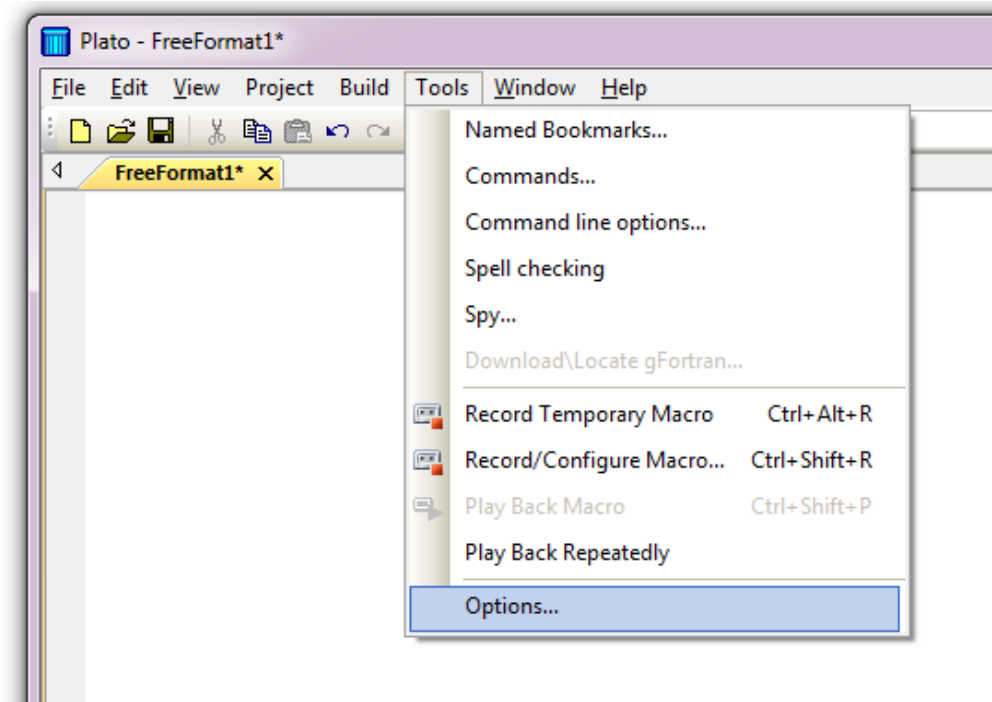 Plato - FreeFormat1*
File Edit View Project Build Tools Window Help
FreeFormat1* X
Named Bookmarks...
Commands...
Command line options...
Spell checking
Spy...
Download\Locate gFortran...
Record Temporary Macro Ctrl+Alt+R
Record/Configure Macro... Ctrl+Shift+R
Play Back Macro Ctrl+Shift+P
Play Back Repeatedly
Options...